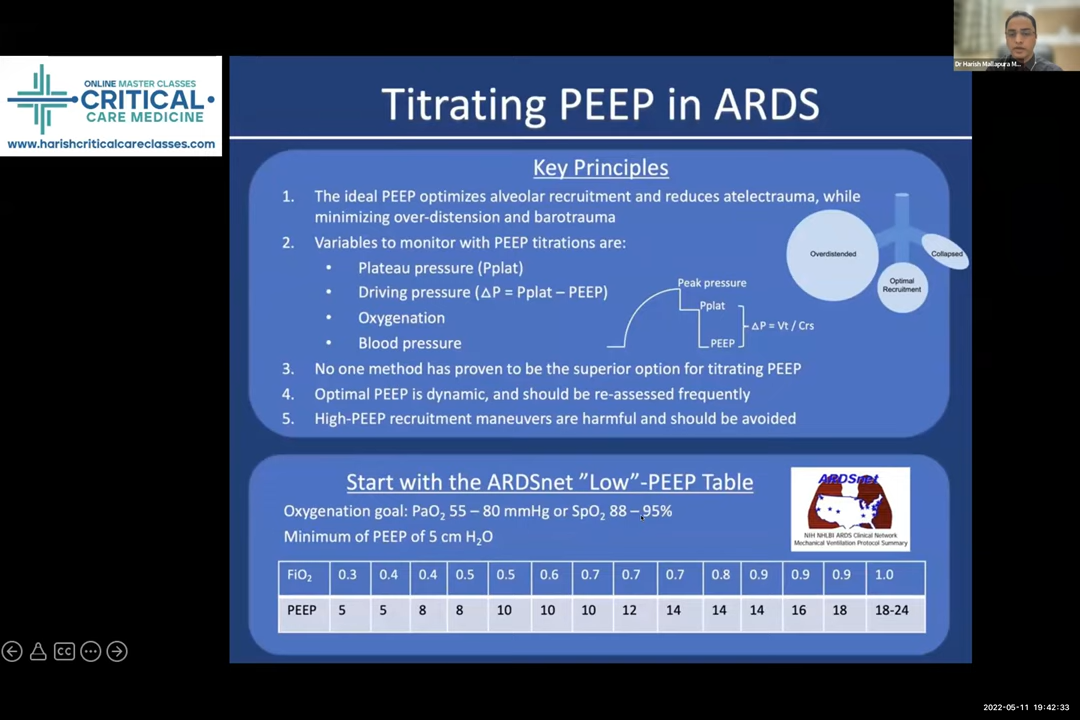 Dr Harish Mallapura M...
ONLINE MASTER CLASSES
CRITICAL
CARE MEDICINE
www.harishcriticalcareclasses.com
Titrating PEEP in ARDS
Key Principles
1. The ideal PEEP optimizes alveolar recruitment and reduces atelectrauma, while
minimizing over-distension and barotrauma
2. Variables to monitor with PEEP titrations are:
• Plateau pressure (Pplat)
• Driving pressure (△P = Pplat – PEEP)
• Oxygenation
• Blood pressure
Overdistended
Collapsed
Optimal
Recruitment
Peak pressure
Pplat
△P = Vt / Crs
PEEP
3. No one method has proven to be the superior option for titrating PEEP
4. Optimal PEEP is dynamic, and should be re-assessed frequently
5. High-PEEP recruitment maneuvers are harmful and should be avoided
Start with the ARDSnet ”Low”-PEEP Table
Oxygenation goal: PaO₂ 55 – 80 mmHg or SpO₂ 88 – 95%
Minimum of PEEP of 5 cm H₂O
ARDSnet
NIH NHLBI ARDS Clinical Network
Mechanical Ventilation Protocol Summary
FiO₂ 0.3 0.4 0.4 0.5 0.5 0.6 0.7 0.7 0.7 0.8 0.9 0.9 0.9 1.0
PEEP 5 5 8 8 10 10 10 12 14 14 14 16 18 18-24
CC
2022-05-11 19:42:33